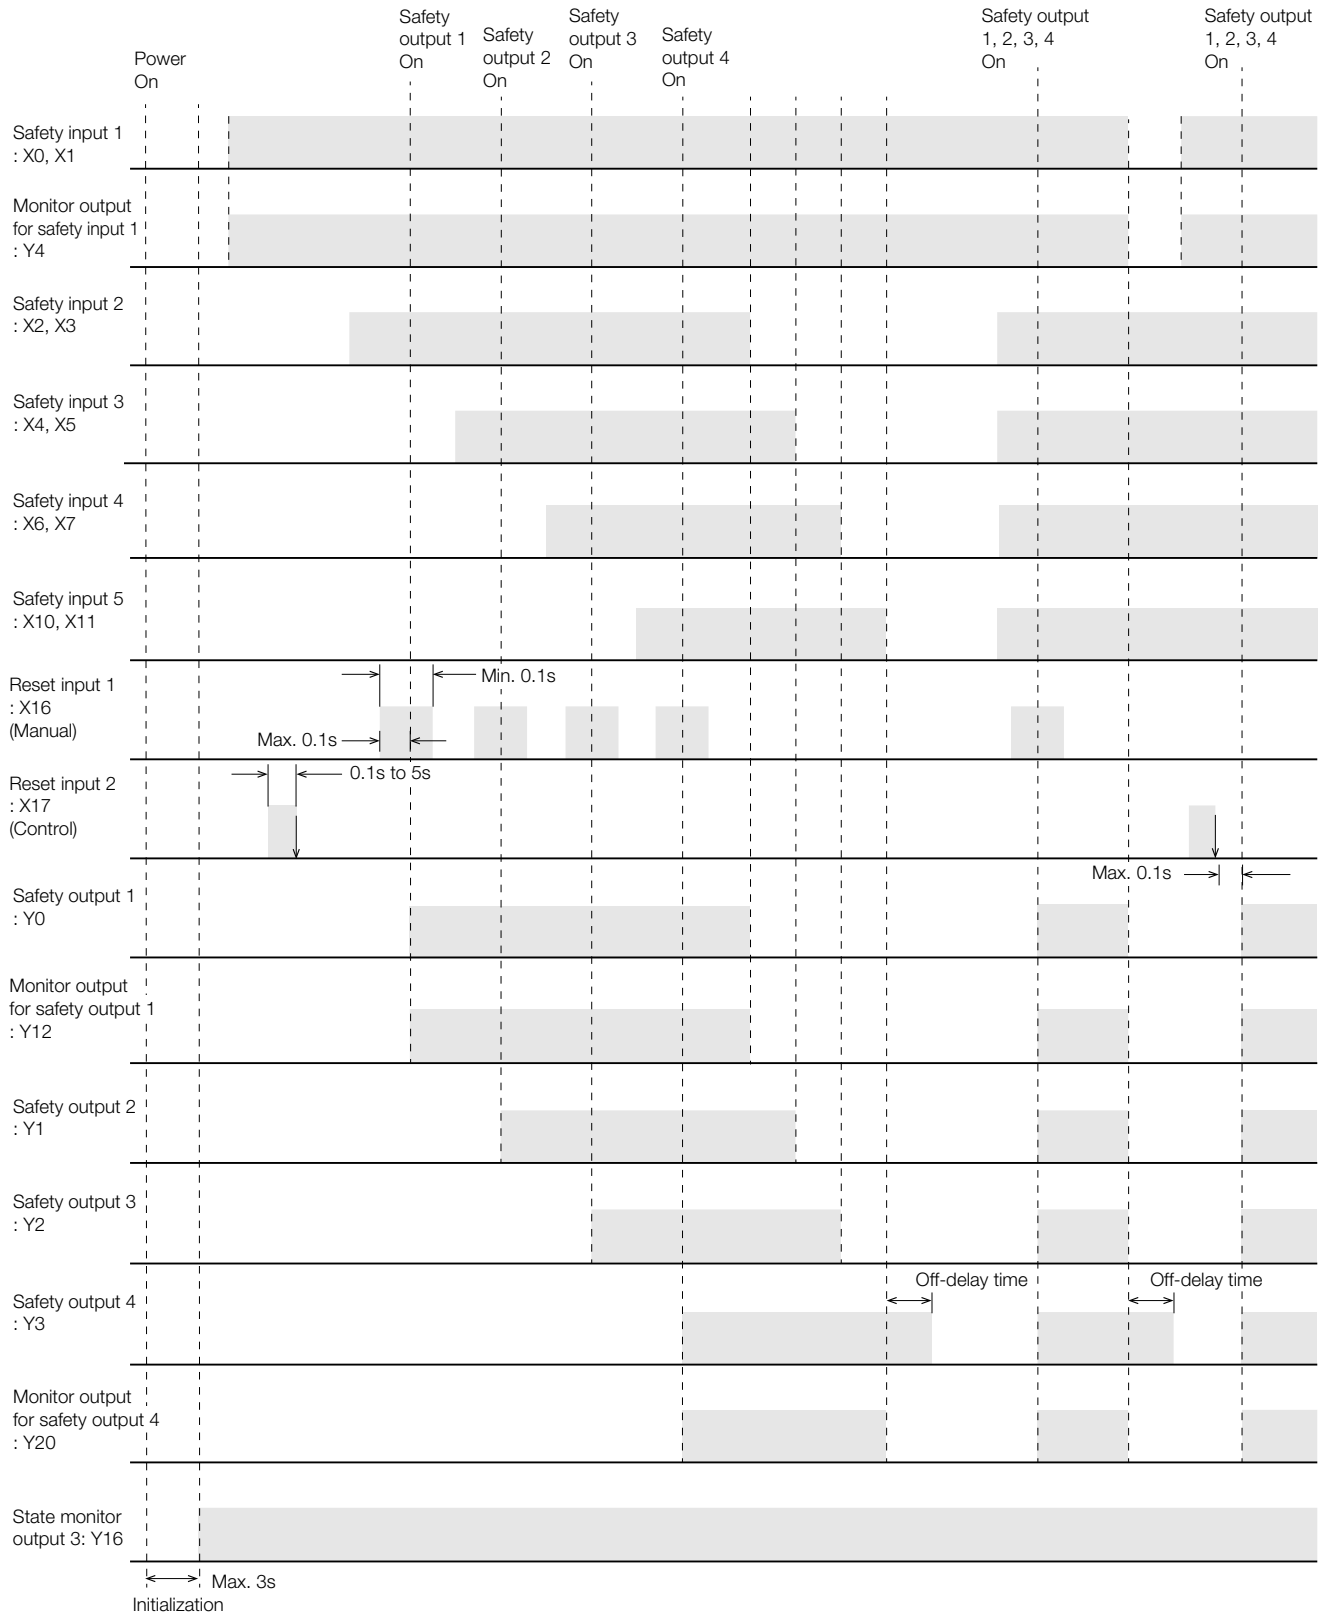 Power
On
Safety
output 1
On
Safety
output 2
On
Safety
output 3
On
Safety
output 4
On
Safety output
1, 2, 3, 4
On
Safety output
1, 2, 3, 4
On
Safety input 1
: X0, X1
Monitor output
for safety input 1
: Y4
Safety input 2
: X2, X3
Safety input 3
: X4, X5
Safety input 4
: X6, X7
Safety input 5
: X10, X11
Reset input 1
: X16
(Manual)
Min. 0.1s
Max. 0.1s
Reset input 2
: X17
(Control)
0.1s to 5s
Max. 0.1s
Safety output 1
: Y0
Monitor output
for safety output 1
: Y12
Safety output 2
: Y1
Safety output 3
: Y2
Off-delay time
Off-delay time
Safety output 4
: Y3
Monitor output
for safety output 4
: Y20
State monitor
output 3: Y16
Max. 3s
Initialization